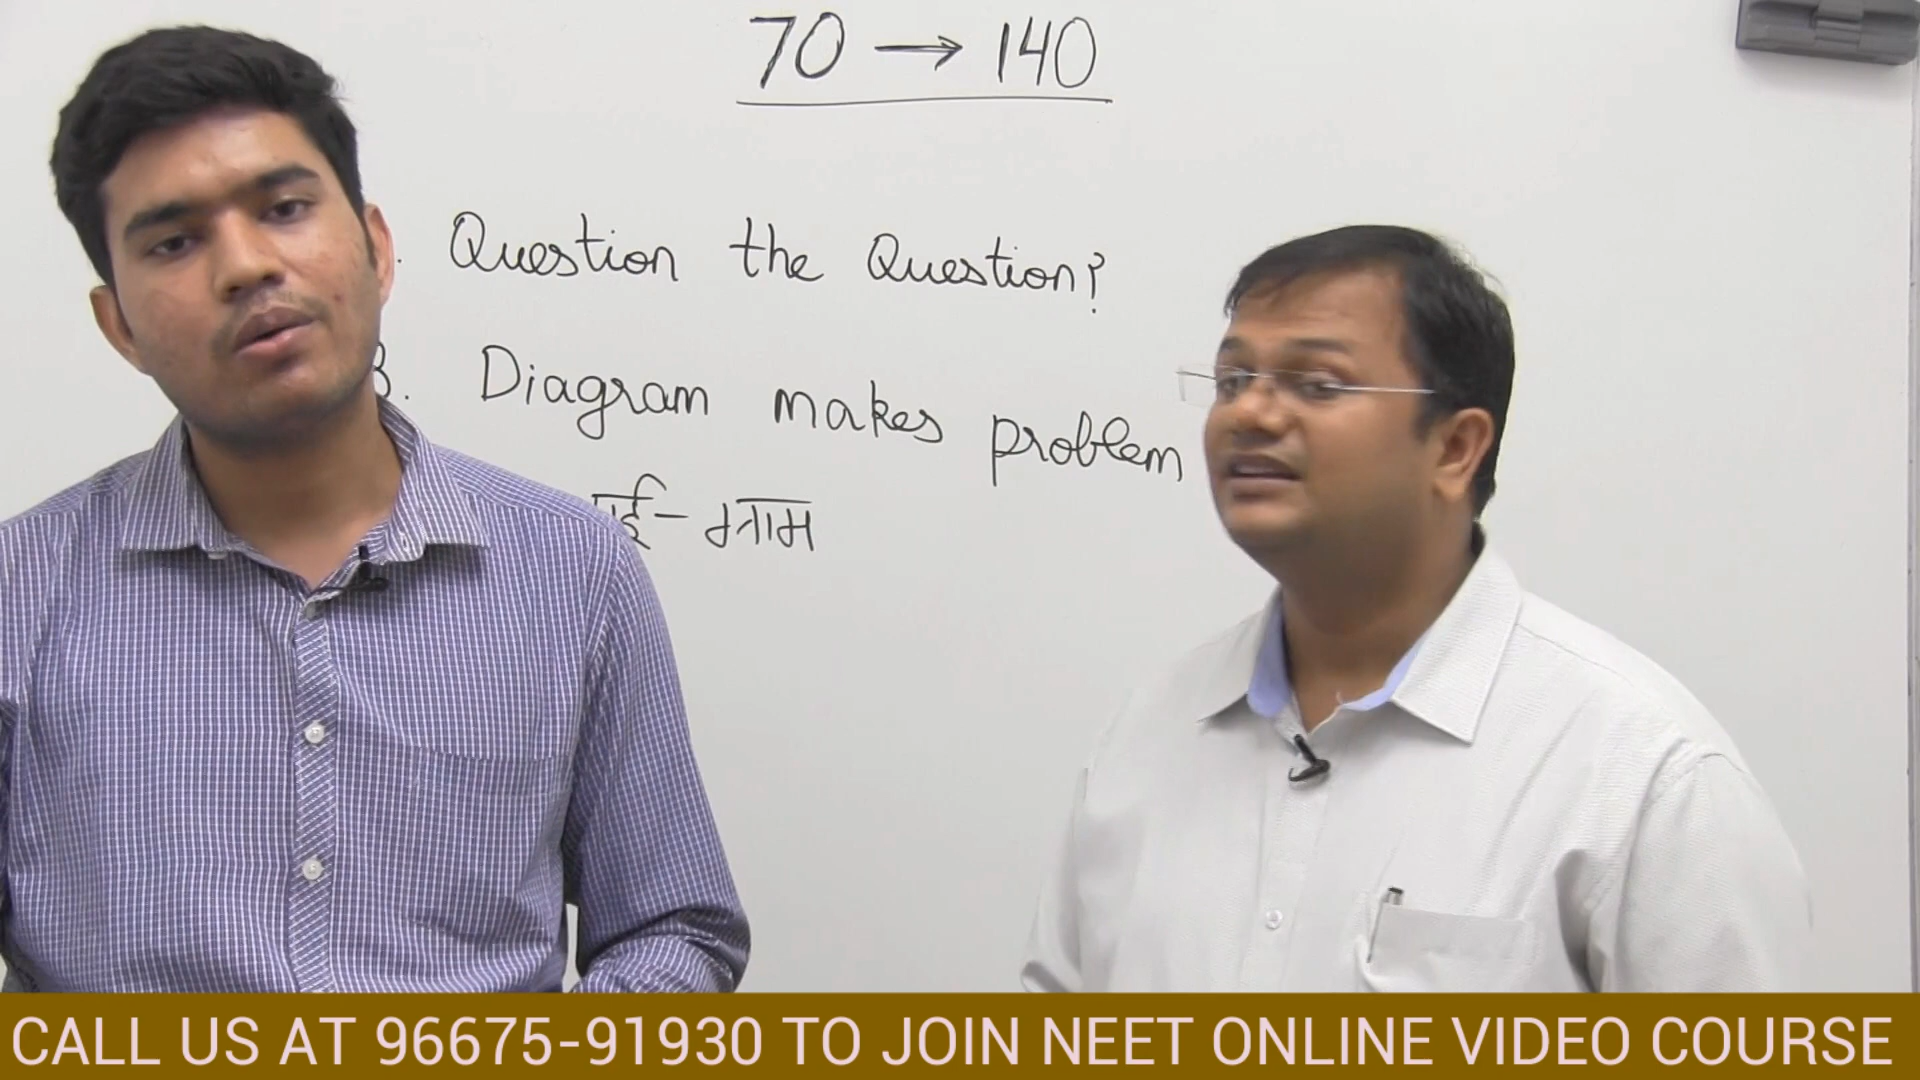 70 → 140
. Question the Question?
3. Diagram makes problem
CALL US AT 96675-91930 TO JOIN NEET ONLINE VIDEO COURSE